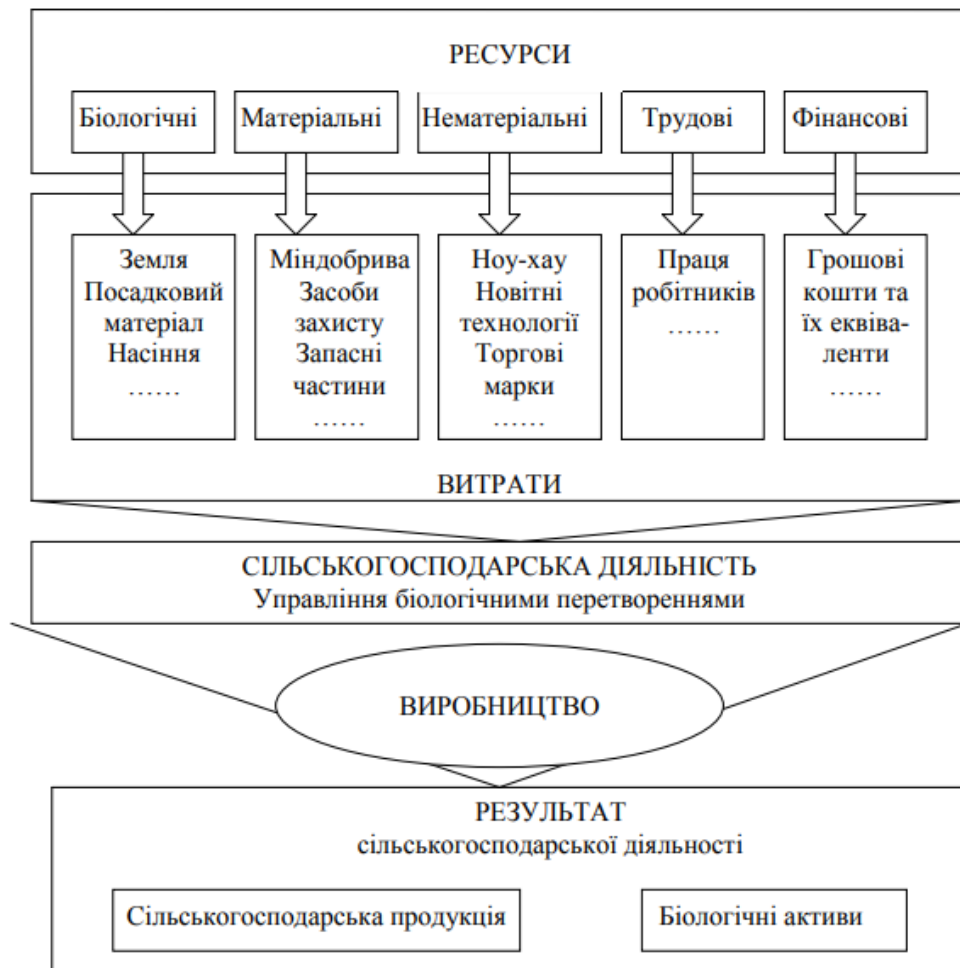 РЕСУРСИ
Біологічні
Матеріальні
Нематеріальні
Трудові
Фінансові
Земля
Посадковий
матеріал
Насіння
……
Міндобрива
Засоби
захисту
Запасні
частини
……
Ноу-хау
Новітні
технології
Торгові
марки
……
Праця
робітників
……
Грошові
кошти та
їх еквіва-
ленти
……
ВИТРАТИ
СІЛЬСЬКОГОСПОДАРСЬКА ДІЯЛЬНІСТЬ
Управління біологічними перетвореннями
ВИРОБНИЦТВО
РЕЗУЛЬТАТ
сільськогосподарської діяльності
Сільськогосподарська продукція
Біологічні активи